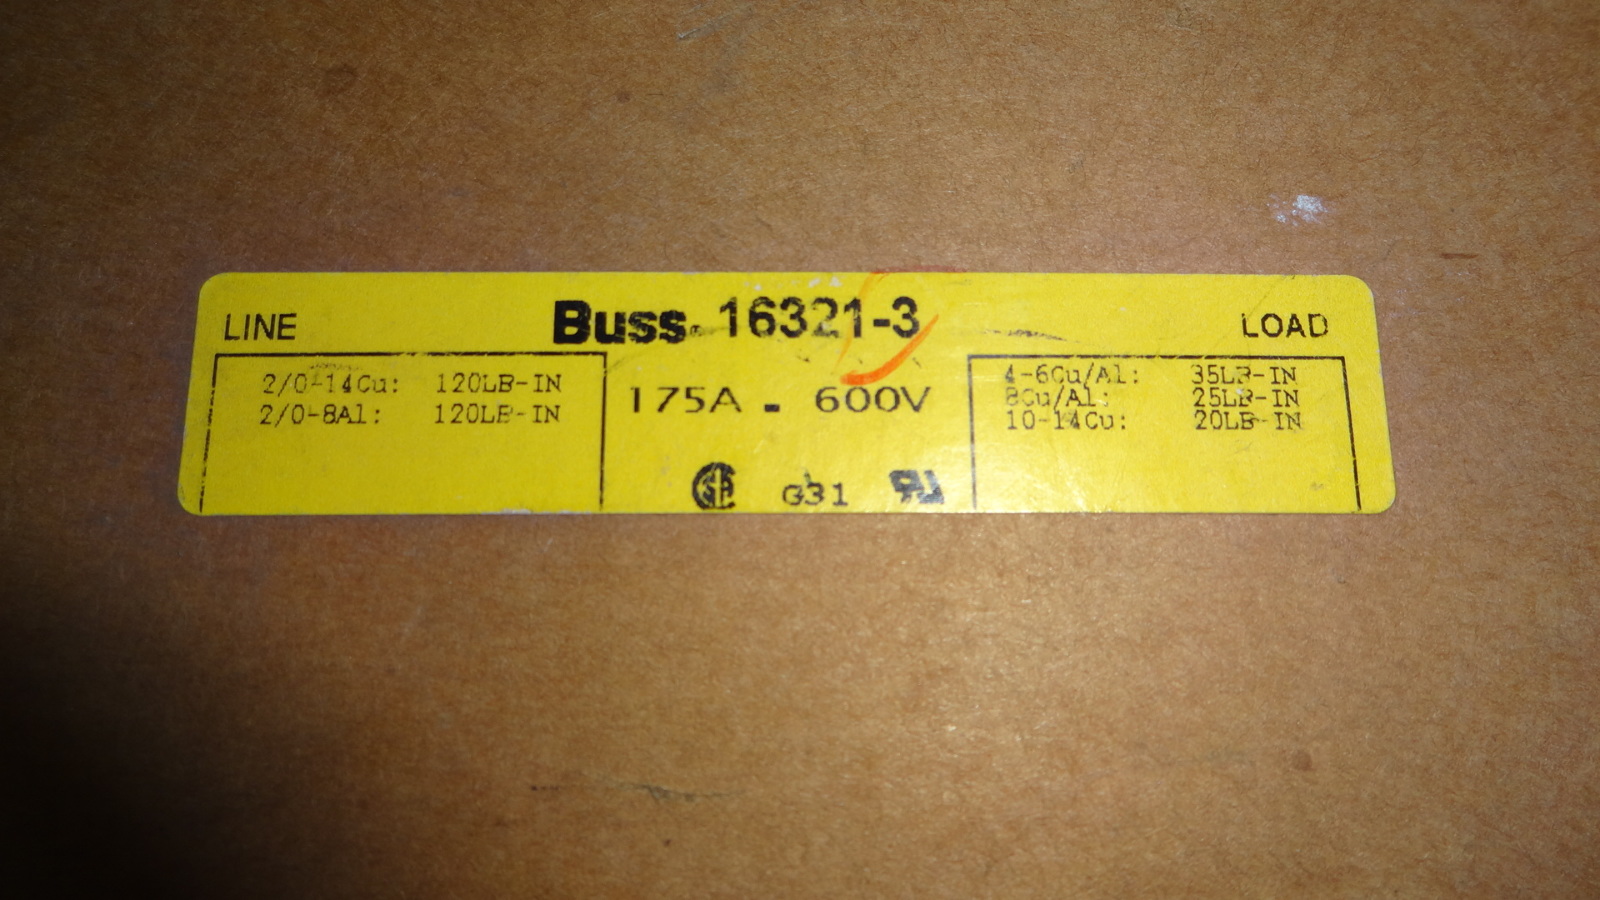 LINE
Buss® 16321-3
LOAD
2/0-14Cu: 120LB-IN
2/0-8Al: 120LB-IN
175A - 600V
4-6Cu/Al: 35LB-IN
8Cu/Al: 25LB-IN
10-14Cu: 20LB-IN
G31